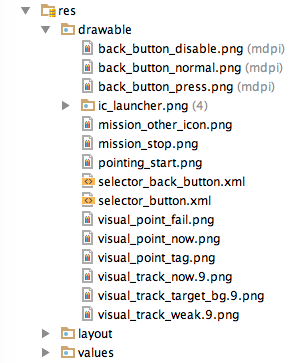 res
drawable
back_button_disable.png (mdpi)
back_button_normal.png (mdpi)
back_button_press.png (mdpi)
ic_launcher.png (4)
mission_other_icon.png
mission_stop.png
pointing_start.png
selector_back_button.xml
selector_button.xml
visual_point_fail.png
visual_point_now.png
visual_point_tag.png
visual_track_now.9.png
visual_track_target_bg.9.png
visual_track_weak.9.png
layout
values